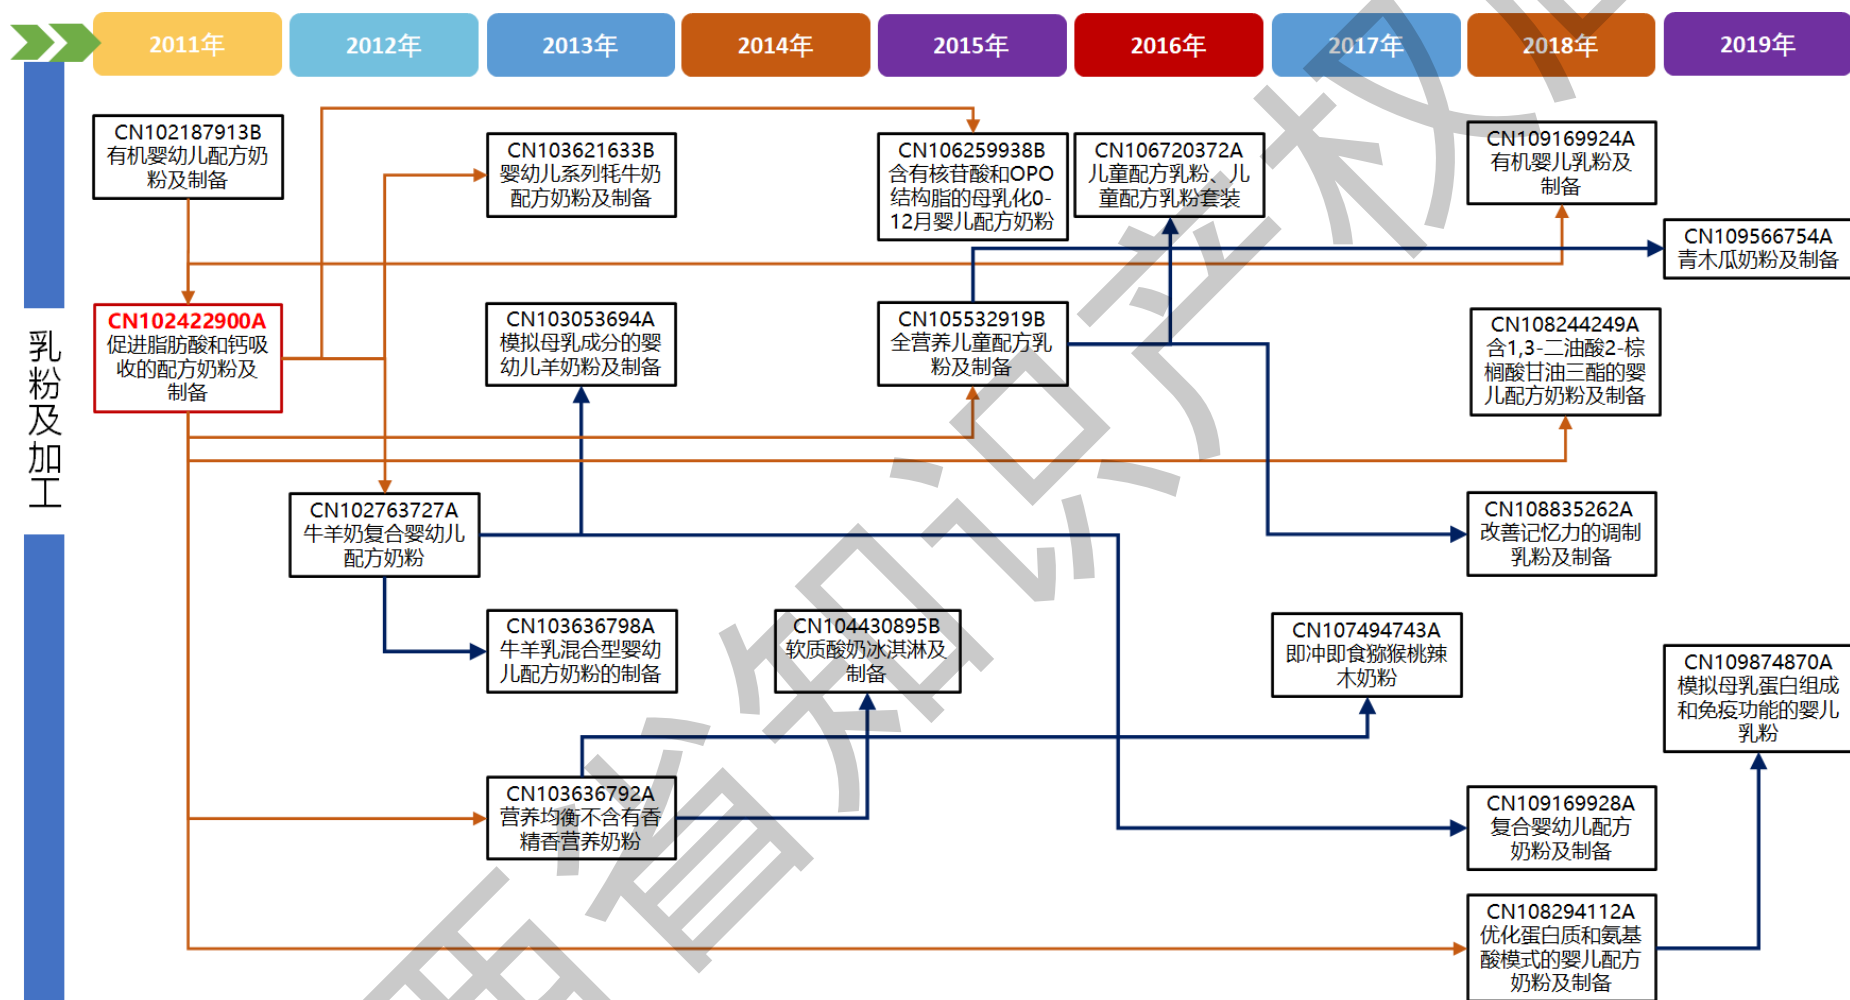 2011年
2012年
2013年
2014年
2015年
2016年
2017年
2018年
2019年
乳粉及加工
CN102187913B
有机婴幼儿配方奶
粉及制备
CN103621633B
婴幼儿系列牦牛奶
配方奶粉及制备
CN106259938B
含有核苷酸和OPO
结构脂的母乳化0-
12月婴儿配方奶粉
CN106720372A
儿童配方乳粉、儿
童配方乳粉套装
CN109169924A
有机婴儿乳粉及
制备
CN109566754A
青木瓜奶粉及制备
CN102422900A
促进脂肪酸和钙吸
收的配方奶粉及
制备
CN103053694A
模拟母乳成分的婴
幼儿羊奶粉及制备
CN105532919B
全营养儿童配方乳
粉及制备
CN108244249A
含1,3-二油酸2-棕
榈酸甘油三酯的婴
儿配方奶粉及制备
CN102763727A
牛羊奶复合婴幼儿
配方奶粉
CN108835262A
改善记忆力的调制
乳粉及制备
CN103636798A
牛羊乳混合型婴幼
儿配方奶粉的制备
CN104430895B
软质酸奶冰淇淋及
制备
CN107494743A
即冲即食猕猴桃辣
木奶粉
CN109874870A
模拟母乳蛋白组成
和免疫功能的婴儿
乳粉
CN103636792A
营养均衡不含有香
精香营养奶粉
CN109169928A
复合婴幼儿配方
奶粉及制备
CN108294112A
优化蛋白质和氨基
酸模式的婴儿配方
奶粉及制备
省知识产权